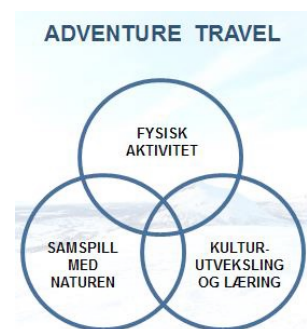 ADVENTURE TRAVEL
FYSISK
AKTIVITET
SAMSPILL
MED
NATUREN
KULTUR-
UTVEKSLING
OG LÆRING